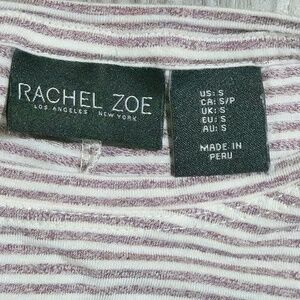 RACHEL ZOE
LOS ANGELES NEW YORK
US: S
CA: S/P
UK: S
EU: S
AU: S
MADE IN
PERU